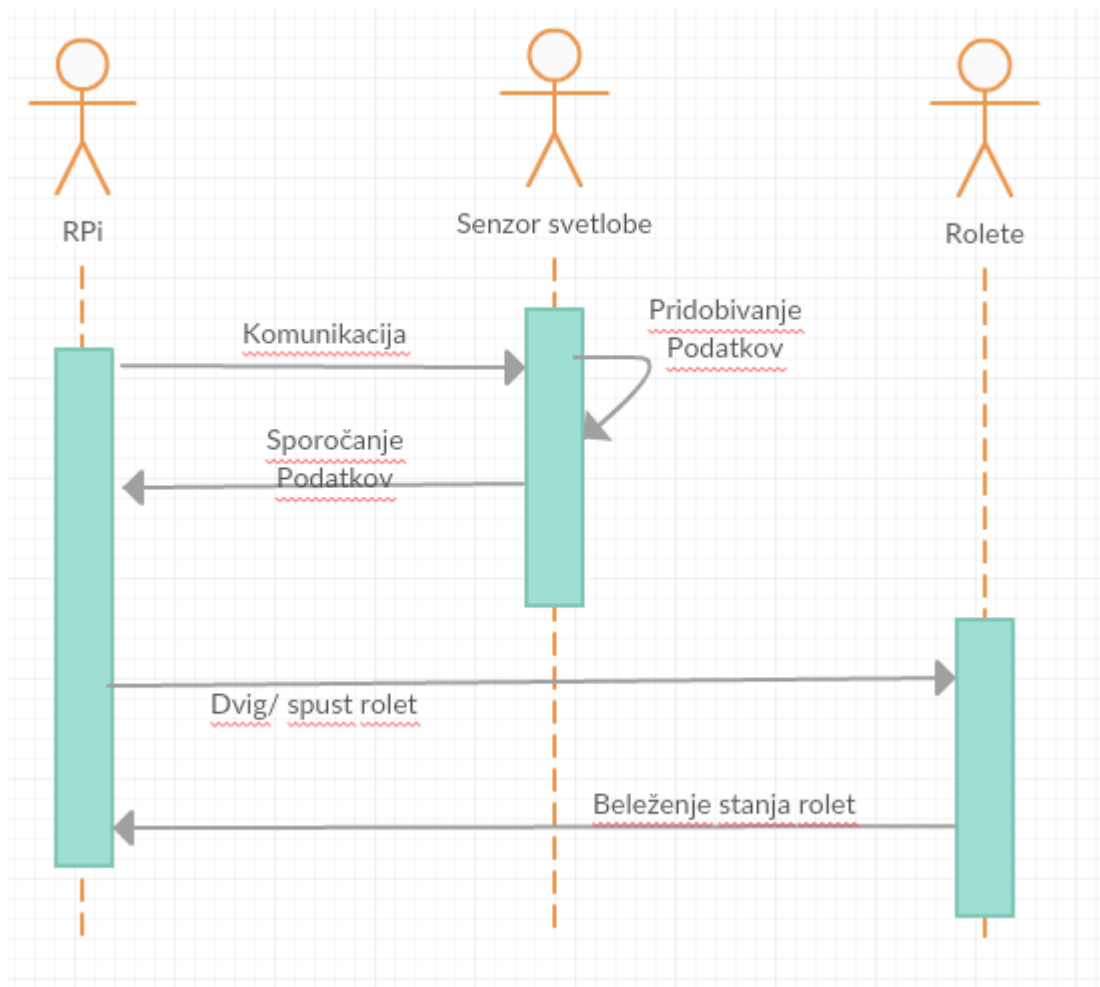 RPi
Senzor svetlobe
Rolete
Komunikacija
Pridobivanje
Podatkov
Sporočanje
Podatkov
Dvig/ spust rolet
Beleženje stanja rolet